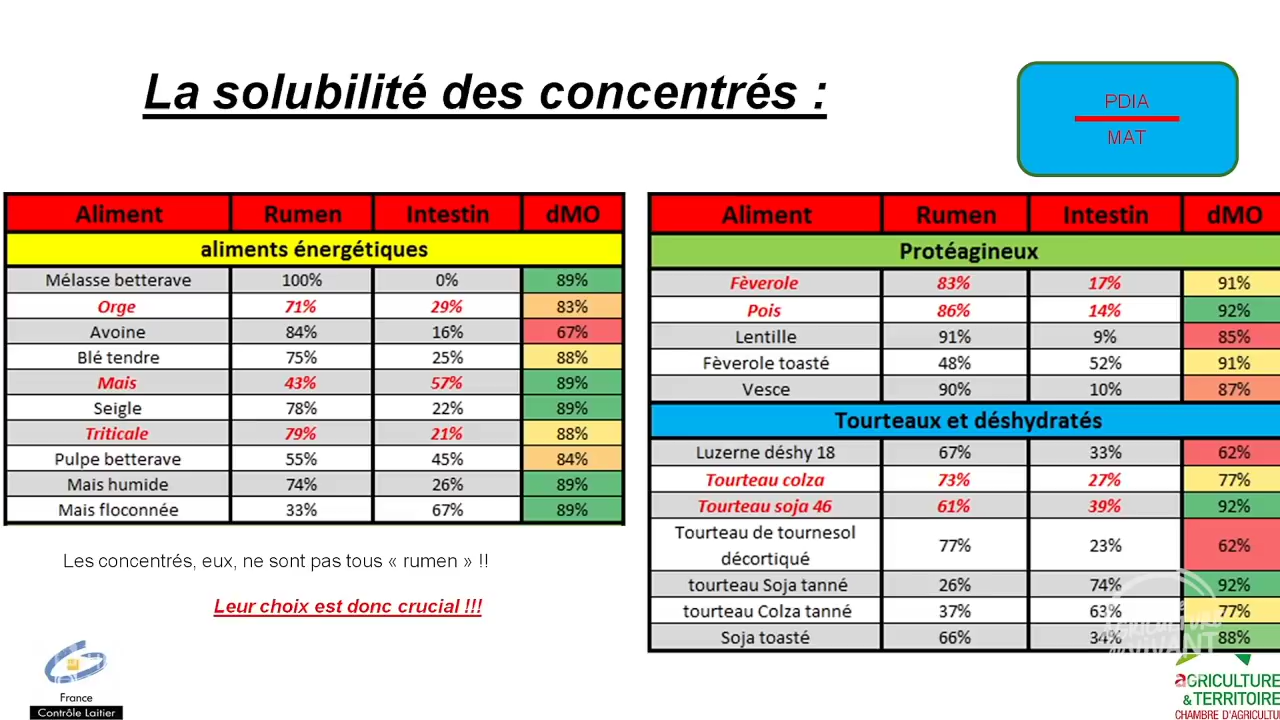 La solubilité des concentrés :
PDIA
MAT
Aliment Rumen Intestin dMO
aliments énergétiques
Mélasse betterave 100% 0% 89%
Orge 71% 29% 83%
Avoine 84% 16% 67%
Blé tendre 75% 25% 88%
Mais 43% 57% 89%
Seigle 78% 22% 89%
Triticale 79% 21% 88%
Pulpe betterave 55% 45% 84%
Mais humide 74% 26% 89%
Mais floconnée 33% 67% 89%
Aliment Rumen Intestin dMO
Protéagineux
Fèverole 83% 17% 91%
Pois 86% 14% 92%
Lentille 91% 9% 85%
Fèverole toasté 48% 52% 91%
Vesce 90% 10% 87%
Tourteaux et déshydratés
Luzerne déshy 18 67% 33% 62%
Tourteau colza 73% 27% 77%
Tourteau soja 46 61% 39% 92%
Tourteau de tournesol
décortiqué 77% 23% 62%
tourteau Soja tanné 26% 74% 92%
tourteau Colza tanné 37% 63% 77%
Soja toasté 66% 34% 88%
Les concentrés, eux, ne sont pas tous « rumen » !!
Leur choix est donc crucial !!!
France
Contrôle Laitier
VIVANT
AGRICULTURE
& TERRITOIRE
CHAMBRE D'AGRICULTU